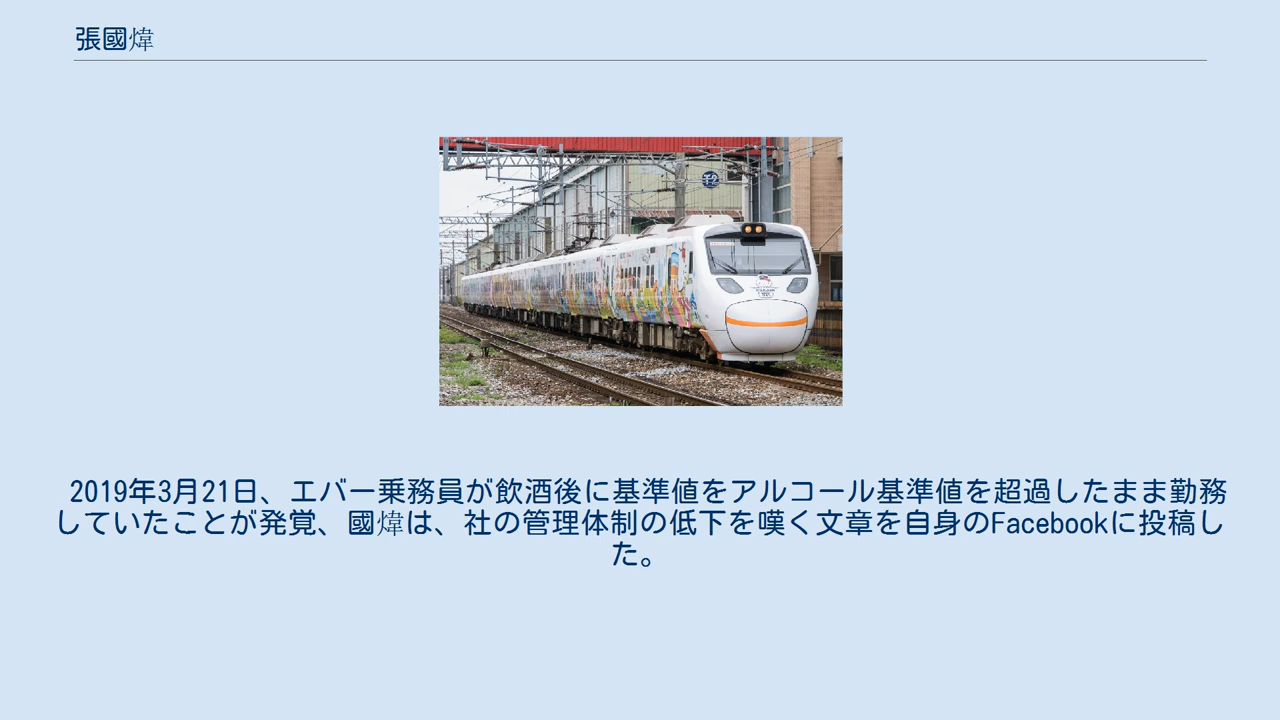 張國煒
2019年3月21日、エバー乗務員が飲酒後に基準値をアルコール基準値を超過したまま勤務
していたことが発覚、國煒は、社の管理体制の低下を嘆く文章を自身のFacebookに投稿し
た。